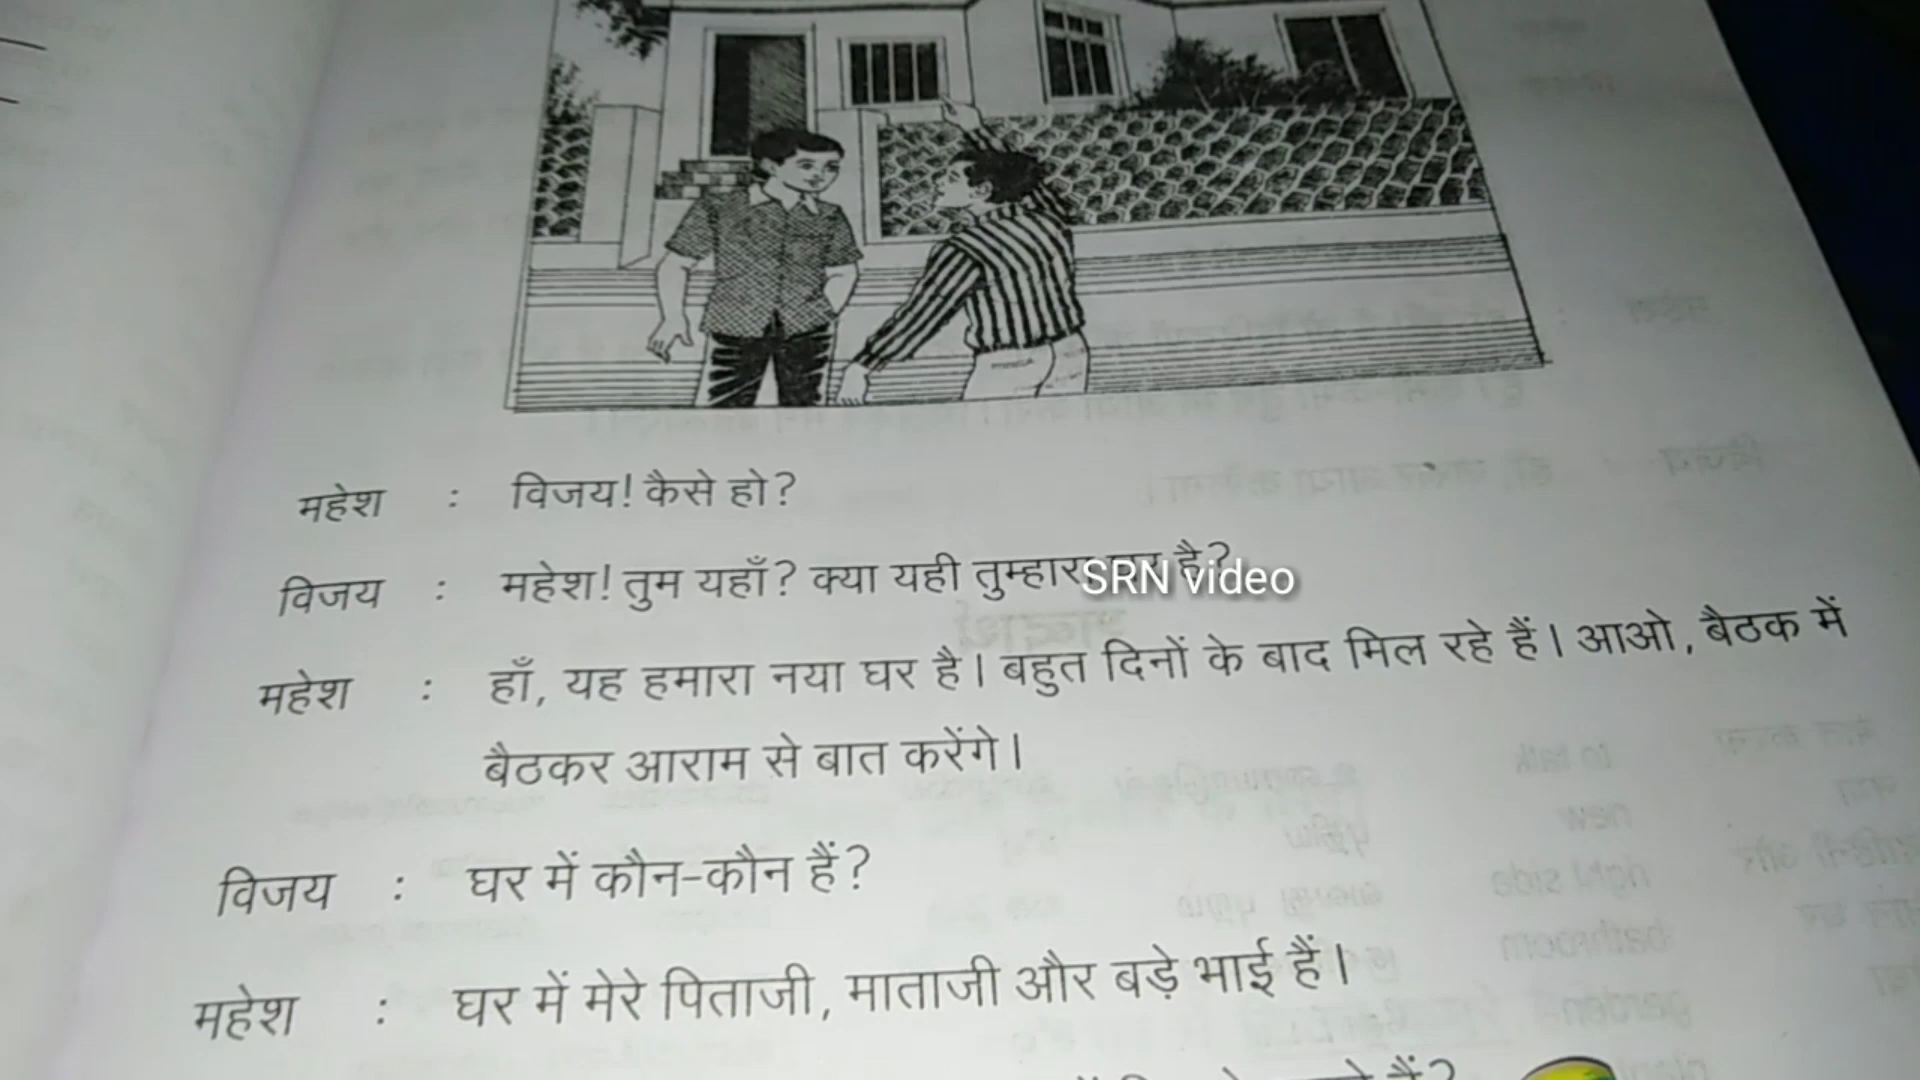 महेश : विजय! कैसे हो?
विजय : महेश! तुम यहाँ? क्या यही तुम्हारा घर है?
SRN video
महेश : हाँ, यह हमारा नया घर है। बहुत दिनों के बाद मिल रहे हैं। आओ, बैठक में
बैठकर आराम से बात करेंगे।
विजय : घर में कौन-कौन हैं?
महेश : घर में मेरे पिताजी, माताजी और बड़े भाई हैं।